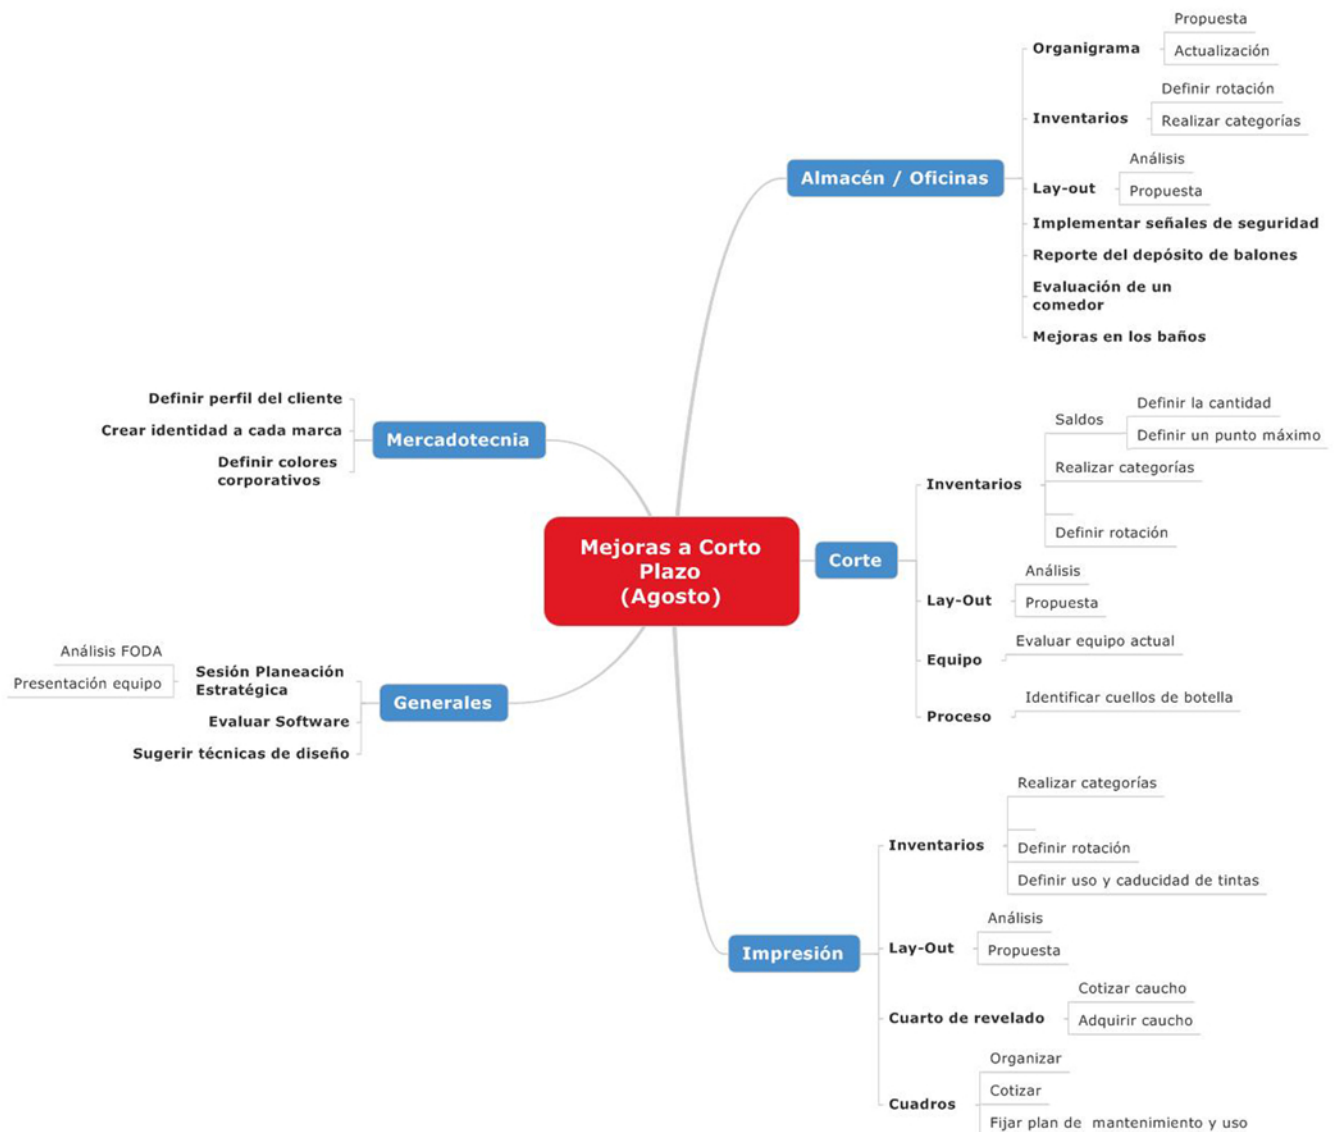 Mejoras a Corto
Plazo
(Agosto)
Almacén / Oficinas
Organigrama
Propuesta
Actualización
Inventarios
Definir rotación
Realizar categorías
Lay-out
Análisis
Propuesta
Implementar señales de seguridad
Reporte del depósito de balones
Evaluación de un
comedor
Mejoras en los baños
Corte
Inventarios
Saldos
Definir la cantidad
Definir un punto máximo
Realizar categorías
Definir rotación
Lay-Out
Análisis
Propuesta
Equipo
Evaluar equipo actual
Proceso
Identificar cuellos de botella
Impresión
Inventarios
Realizar categorías
Definir rotación
Definir uso y caducidad de tintas
Lay-Out
Análisis
Propuesta
Cuarto de revelado
Cotizar caucho
Adquirir caucho
Cuadros
Organizar
Cotizar
Fijar plan de  mantenimiento y uso
Mercadotecnia
Definir perfil del cliente
Crear identidad a cada marca
Definir colores
corporativos
Generales
Sesión Planeación
Estratégica
Análisis FODA
Presentación equipo
Evaluar Software
Sugerir técnicas de diseño